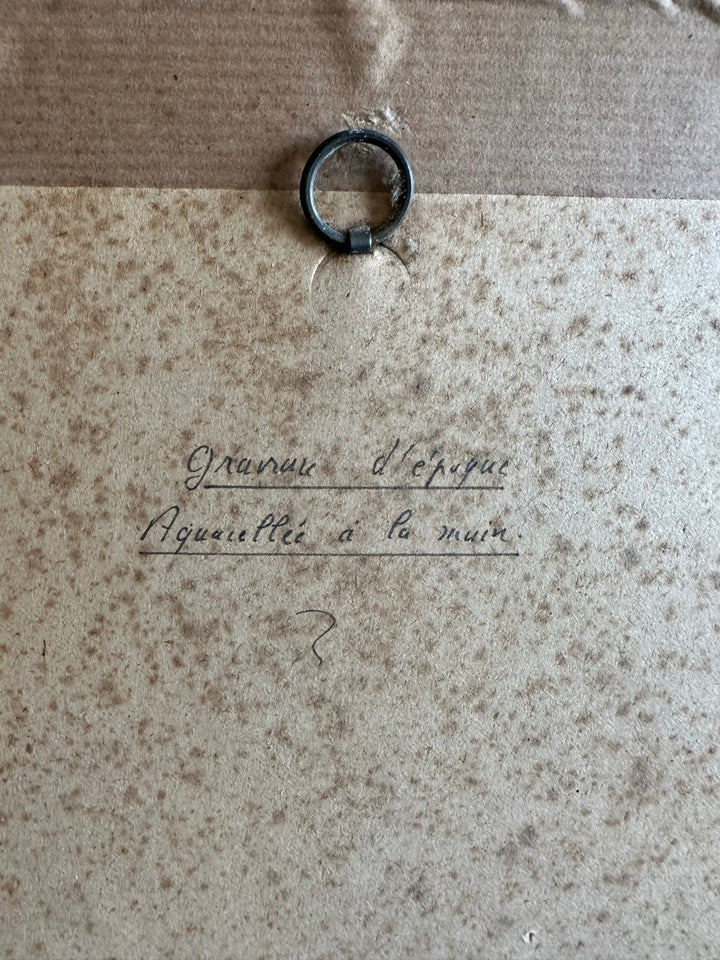 Gravure d'époque
Aquarellée à la main.